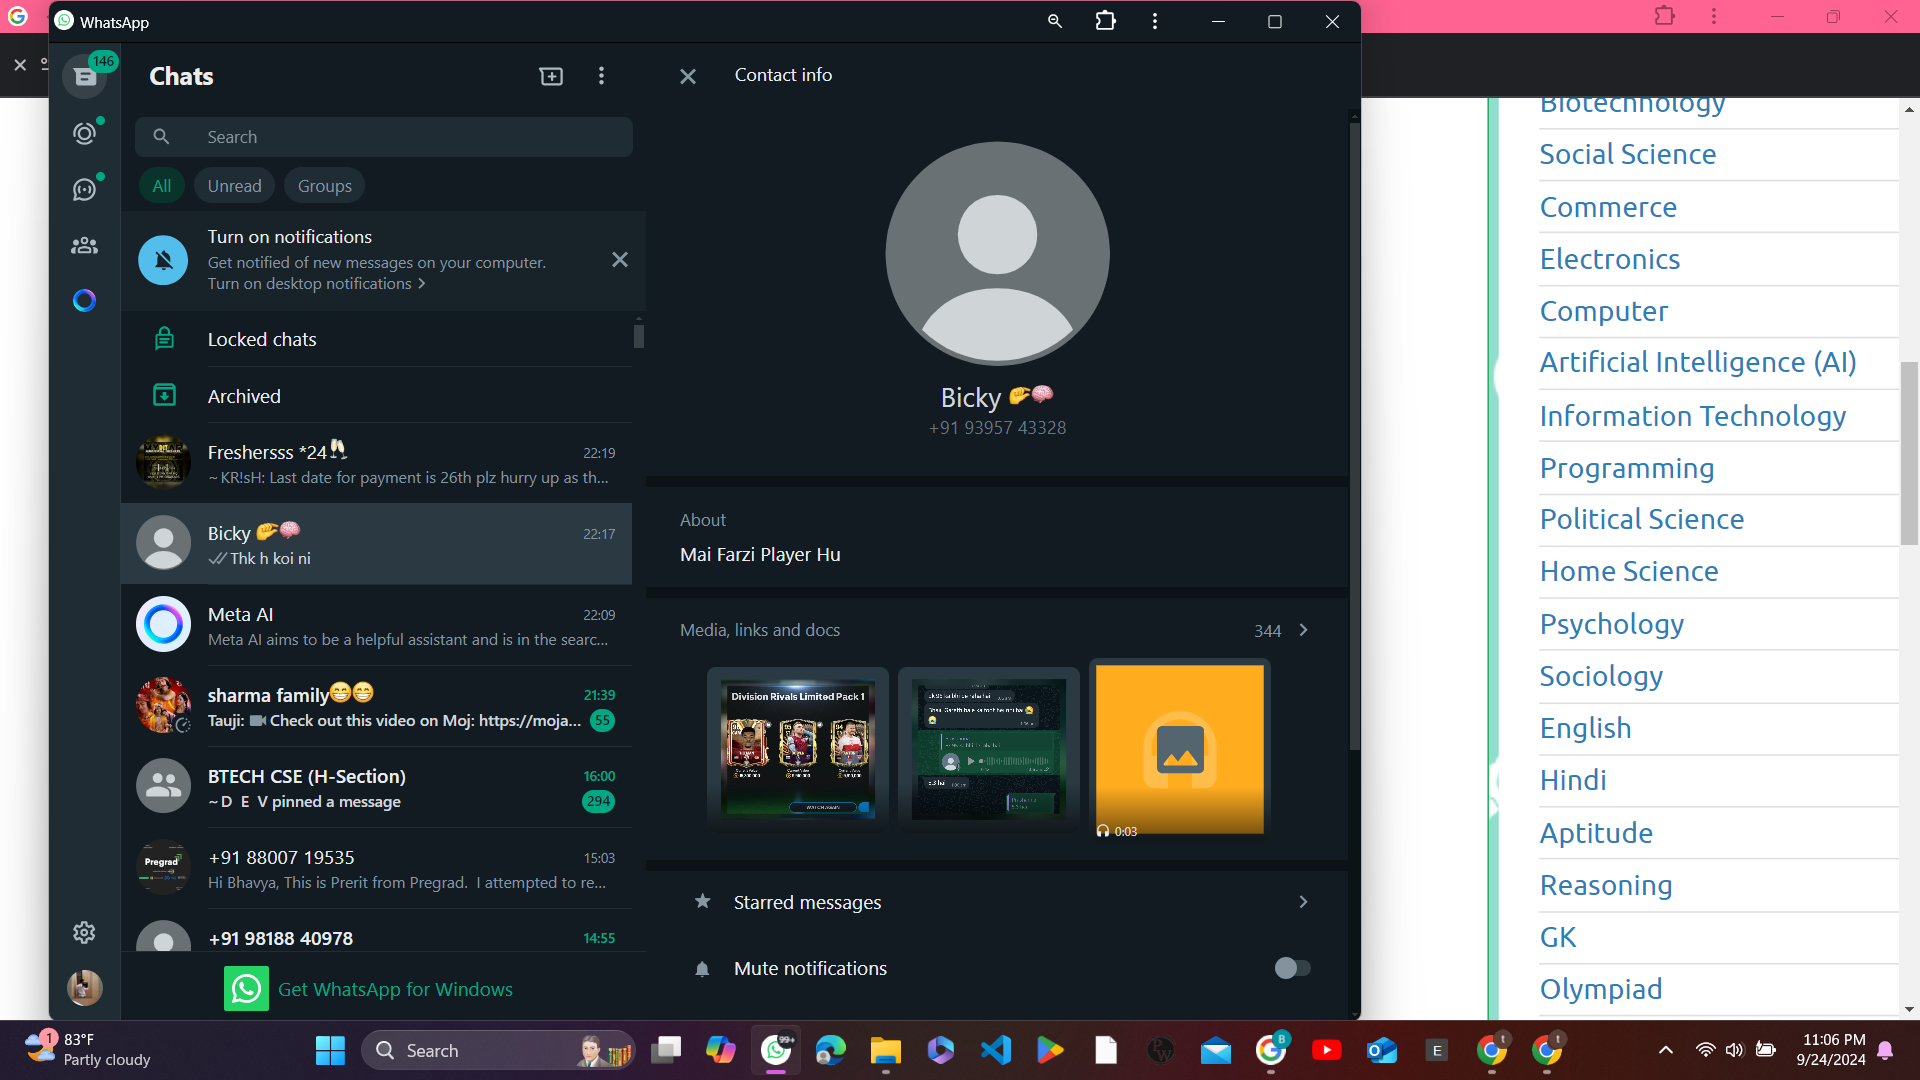 WhatsApp
146
Chats
Search
All
Unread
Groups
Turn on notifications
Get notified of new messages on your computer.
Turn on desktop notifications
Locked chats
Archived
Freshersss *24🥂
22:19
~ KR!sH: Last date for payment is 26th plz hurry up as th...
Bicky 🫴🧠
22:17
Thk h koi ni
Meta AI
22:09
Meta AI aims to be a helpful assistant and is in the searc...
sharma family😁😁
21:39
Tauji: Check out this video on Moj: https://moja...
55
BTECH CSE (H-Section)
16:00
~ D E V pinned a message
294
Pregrad
+91 88007 19535
15:03
Hi Bhavya, This is Prerit from Pregrad. I attempted to re...
+91 98188 40978
14:55
Get WhatsApp for Windows
Contact info
Bicky 🫴🧠
+91 93957 43328
About
Mai Farzi Player Hu
Media, links and docs
344
Division Rivals Limited Pack 1
WATCH AGAIN
0:03
Starred messages
Mute notifications
Biotechnology
Social Science
Commerce
Electronics
Computer
Artificial Intelligence (AI)
Information Technology
Programming
Political Science
Home Science
Psychology
Sociology
English
Hindi
Aptitude
Reasoning
GK
Olympiad
1
83°F
Partly cloudy
Search
99+
B
E
t
t
11:06 PM
9/24/2024